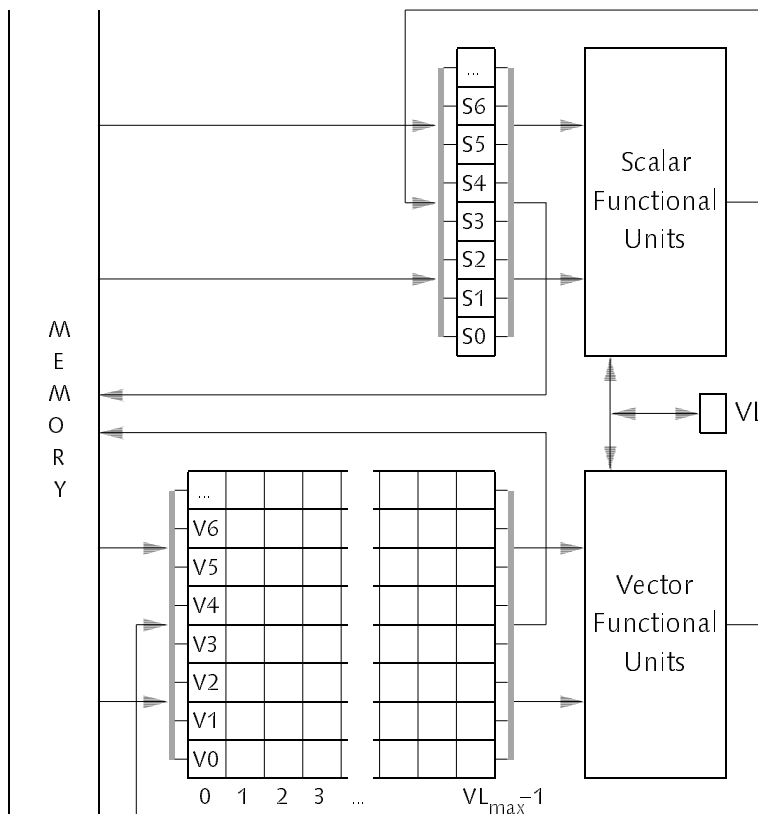 ...
S6
S5
S4
S3
S2
S1
S0
Scalar
Functional
Units
M
E
M
O
R
Y
VL
...
V6
V5
V4
V3
V2
V1
V0
Vector
Functional
Units
0 1 2 3 ... VLmax-1